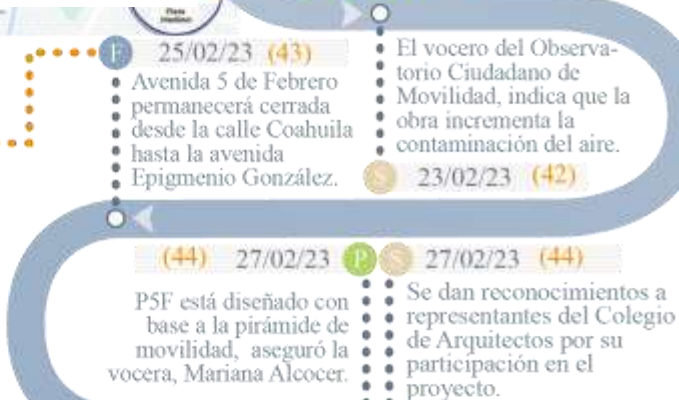 Plaza
F 25/02/23 (43)
Avenida 5 de Febrero
permanecerá cerrada
desde la calle Coahuila
hasta la avenida
Epigmenio González.
El vocero del Observa-
torio Ciudadano de
Movilidad, indica que la
obra incrementa la
contaminación del aire.
S 23/02/23 (42)
(44) 27/02/23 P
P5F está diseñado con
base a la pirámide de
movilidad, aseguró la
vocera, Mariana Alcocer.
S 27/02/23 (44)
Se dan reconocimientos a
representantes del Colegio
de Arquitectos por su
participación en el
proyecto.